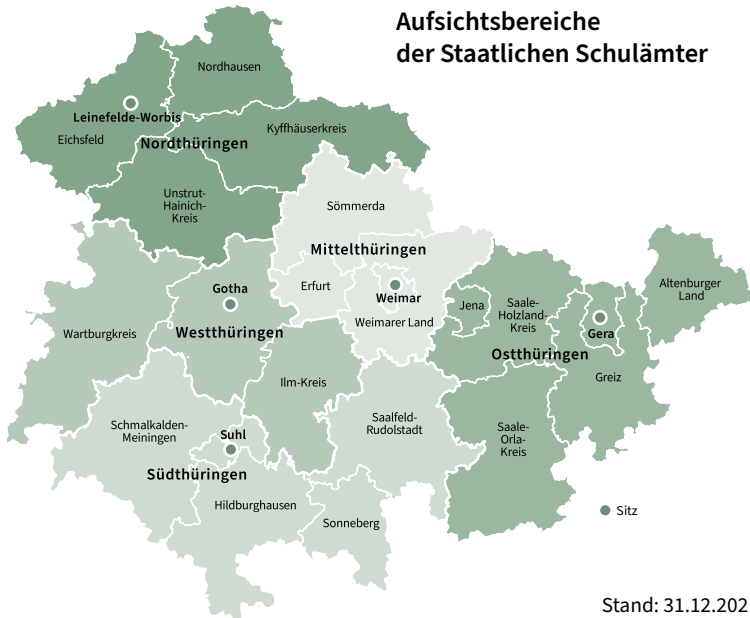 Aufsichtsbereiche
der Staatlichen Schulämter
Nordhausen
Leinefelde-Worbis
Eichsfeld
Nordthüringen
Kyffhäuserkreis
Unstrut-
Hainich-
Kreis
Sömmerda
Mittelthüringen
Erfurt
Weimar
Weimarer Land
Gotha
Westthüringen
Wartburgkreis
Ilm-Kreis
Jena
Saale-
Holzland-
Kreis
Gera
Altenburger
Land
Ostthüringen
Greiz
Saale-
Orla-
Kreis
Schmalkalden-
Meiningen
Suhl
Südthüringen
Saalfeld-
Rudolstadt
Hildburghausen
Sonneberg
Sitz
Stand: 31.12.202